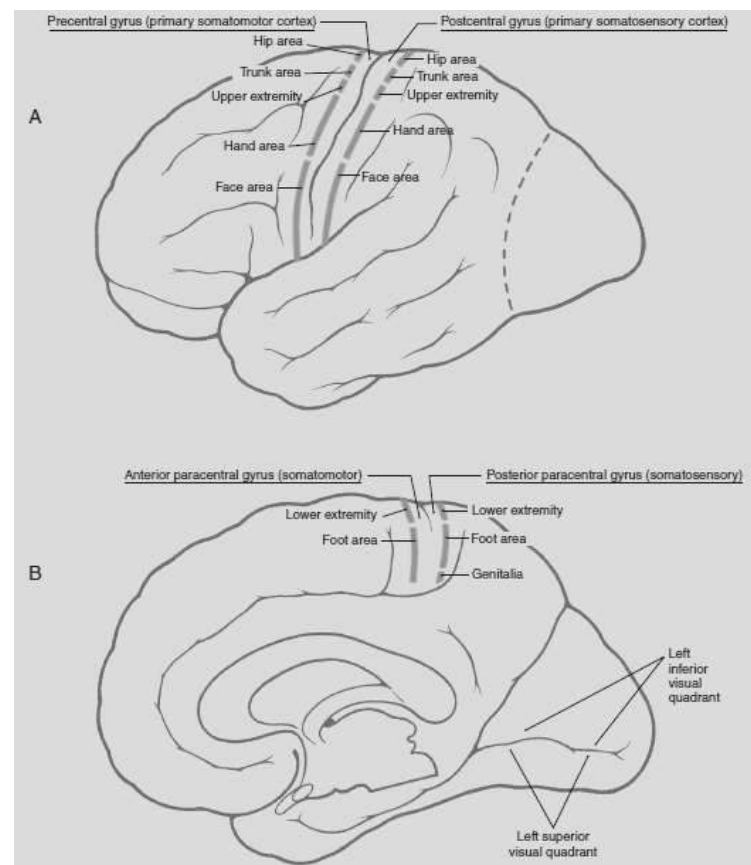 Precentral gyrus (primary somatomotor cortex)
Postcentral gyrus (primary somatosensory cortex)
Hip area
Trunk area
Upper extremity
Hand area
Face area
Hip area
Trunk area
Upper extremity
Hand area
Face area
A
Anterior paracentral gyrus (somatomotor)
Posterior paracentral gyrus (somatosensory)
Lower extremity
Foot area
Lower extremity
Foot area
Genitalia
B
Left
inferior
visual
quadrant
Left superior
visual quadrant